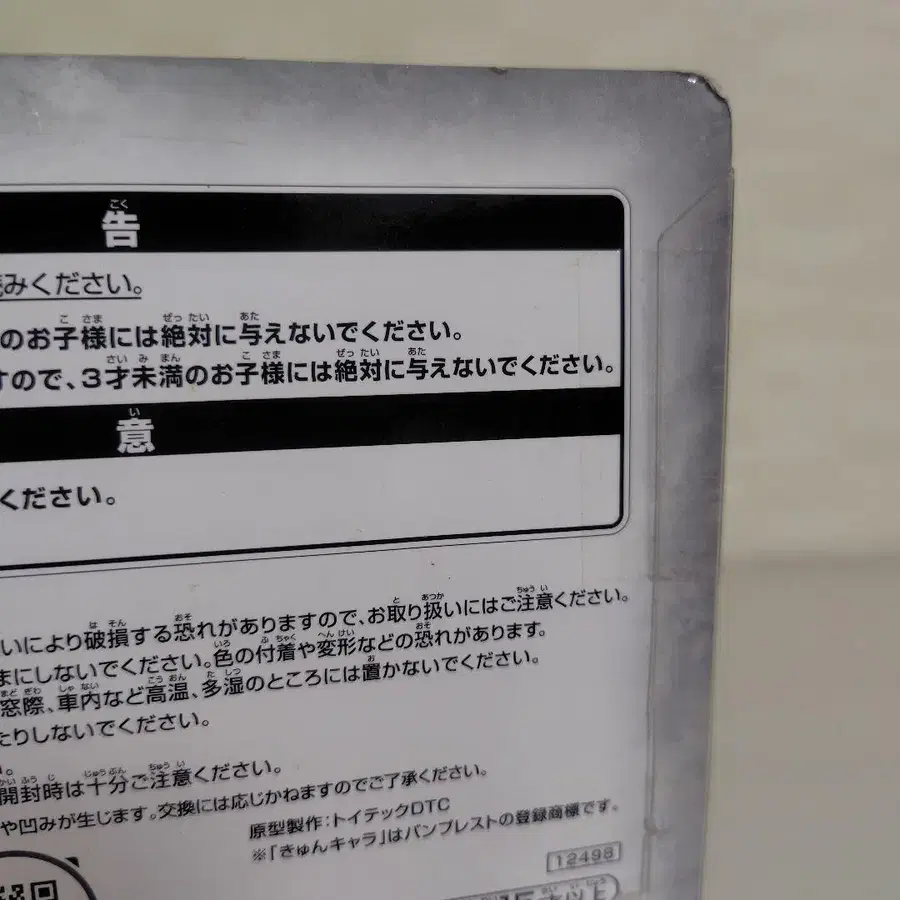 告
みください。
のお子様には絶対に与えないでください。
すので、3才未満のお子様には絶対に与えないでください。
意
ください。
いにより破損する恐れがありますので、お取り扱いにはご注意ください。
まにしないでください。色の付着や変形などの恐れがあります。
窓際、車内など高温、多湿のところには置かないでください。
たりしないでください。
開封時は十分ご注意ください。
や凹みが生じます。交換には応じかねますのでご了承ください。
原型製作:トイテックDTC
※「きゅんキャラ」はバンプレストの登録商標です。
12498